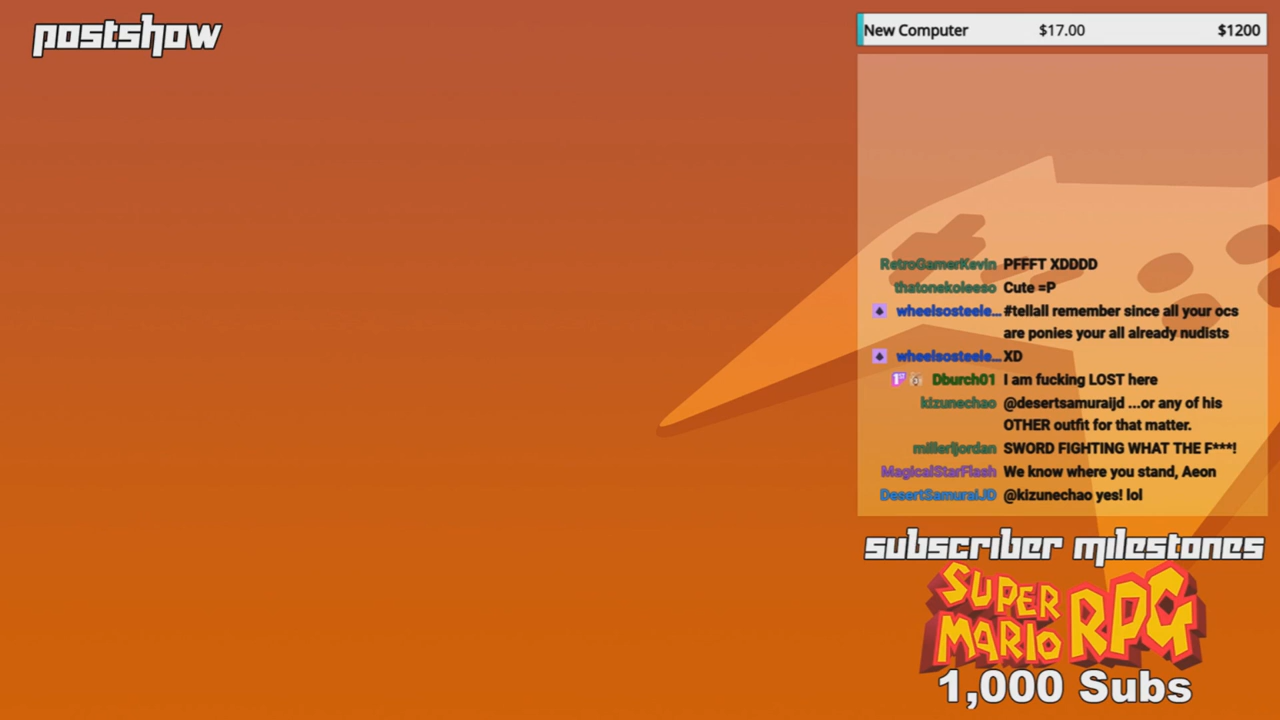 postshow
New Computer $17.00 $1200
RetroGamerKevin PFFFT XDDDD
thatonekoleeso Cute =P
wheelsosteele... #tellall remember since all your ocs
are ponies your all already nudists
wheelsosteele... XD
Dburch01 I am fucking LOST here
kizunechao @desertsamuraijd ...or any of his
OTHER outfit for that matter.
millerljordan SWORD FIGHTING WHAT THE F***!
MagicalStarFlash We know where you stand, Aeon
DesertSamuraiJD @kizunechao yes! lol
subscriber milestones
SUPER
MARIO RPG
1,000 Subs